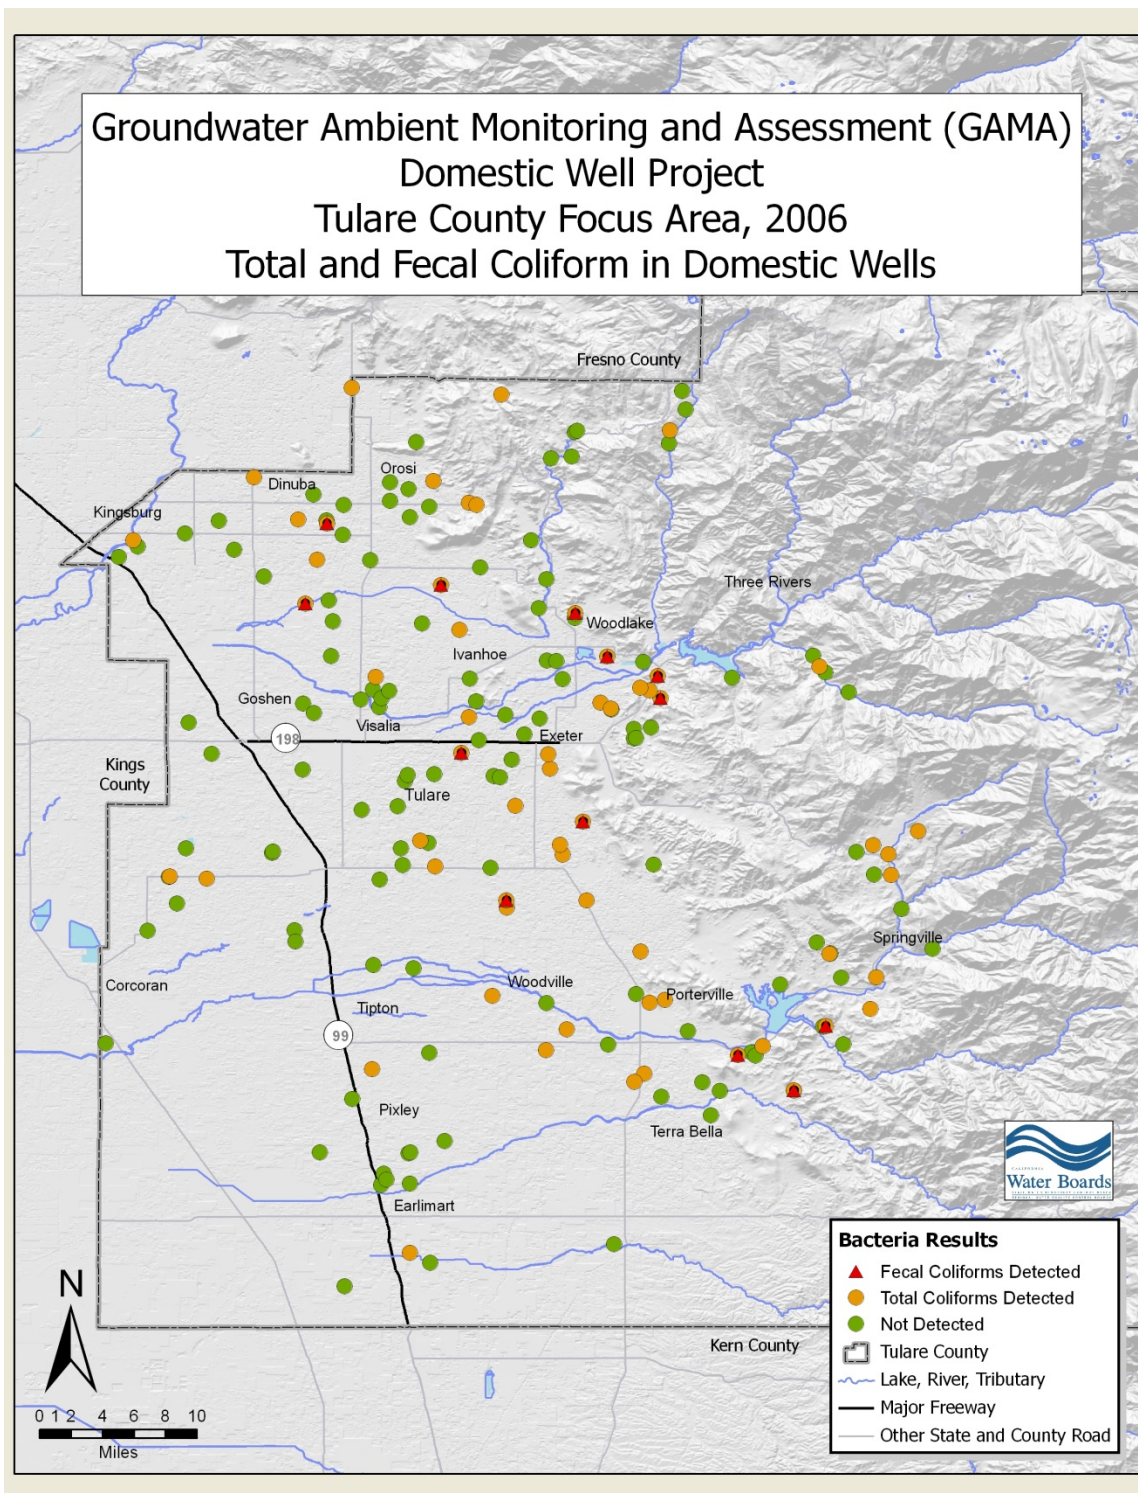 Groundwater Ambient Monitoring and Assessment (GAMA)
Domestic Well Project
Tulare County Focus Area, 2006
Total and Fecal Coliform in Domestic Wells
Fresno County
Orosi
Dinuba
Kingsburg
Three Rivers
Woodlake
Ivanhoe
Goshen
Visalia
198
Exeter
Kings
County
Tulare
Springville
Corcoran
Woodville
Porterville
Tipton
99
Pixley
Terra Bella
Earlimart
CALIFORNIA
Water Boards
Bacteria Results
Fecal Coliforms Detected
Total Coliforms Detected
Not Detected
Tulare County
Lake, River, Tributary
Major Freeway
Other State and County Road
Kern County
N
0 1 2 4 6 8 10
Miles